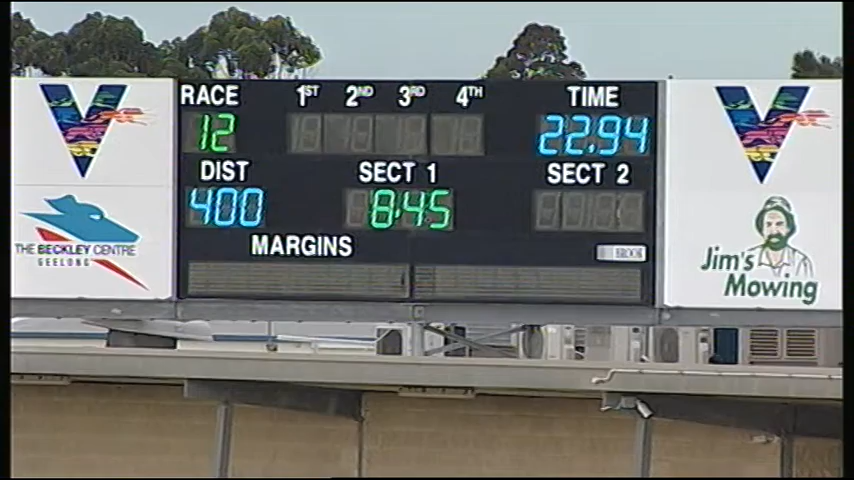 RACE 1ST 2ND 3RD 4TH TIME
12 22.94
DIST SECT 1 SECT 2
400 8.45
MARGINS BROOK
V
THE BECKLEY CENTRE
GEELONG
V
Jim's
Mowing